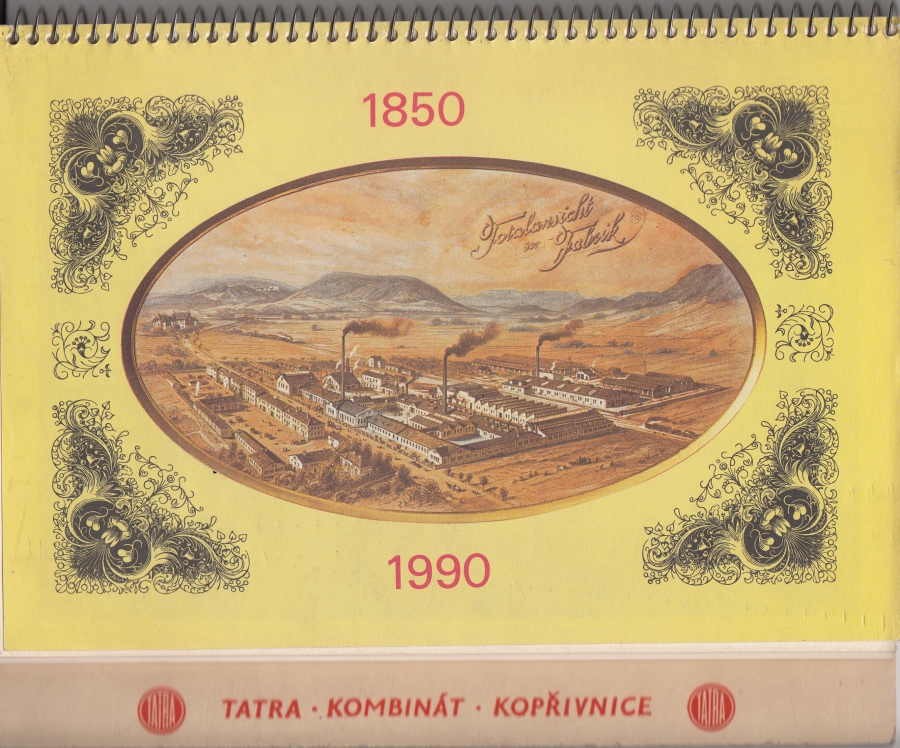 1850
Totalansicht
der Fabrik
1990
TATRA TATRA · KOMBINÁT · KOPŘIVNICE TATRA